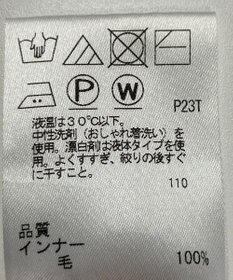 P W
P23T
液温は30℃以下。
中性洗剤（おしゃれ着洗い）を
使用。漂白剤は液体タイプを使
用。よくすすぎ、絞りの後すぐ
に干すこと。
110
品質
インナー
毛 100%